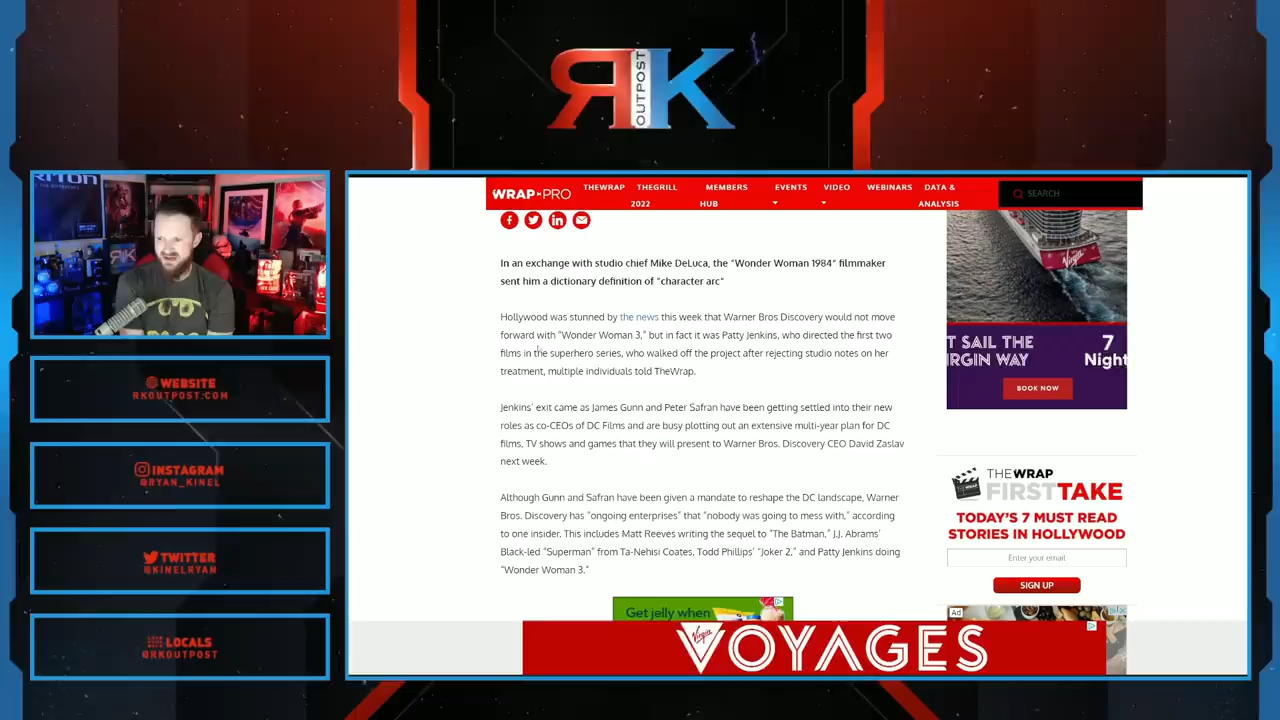 RK
OUTPOST
WEBSITE
RKOUTPOST.COM
INSTAGRAM
@RYAN_KINEL
TWITTER
@KINELRYAN
LOCALS
@RKOUTPOST
WRAP PRO
THEWRAP
THEGRILL 2022
MEMBERS HUB
EVENTS
VIDEO
WEBINARS
DATA & ANALYSIS
SEARCH
In an exchange with studio chief Mike DeLuca, the “Wonder Woman 1984” filmmaker
sent him a dictionary definition of “character arc”
Hollywood was stunned by the news this week that Warner Bros Discovery would not move
forward with “Wonder Woman 3,” but in fact it was Patty Jenkins, who directed the first two
films in the superhero series, who walked off the project after rejecting studio notes on her
treatment, multiple individuals told TheWrap.
Jenkins’ exit came as James Gunn and Peter Safran have been getting settled into their new
roles as co-CEOs of DC Films and are busy plotting out an extensive multi-year plan for DC
films, TV shows and games that they will present to Warner Bros. Discovery CEO David Zaslav
next week.
Although Gunn and Safran have been given a mandate to reshape the DC landscape, Warner
Bros. Discovery has “ongoing enterprises” that “nobody was going to mess with,” according
to one insider. This includes Matt Reeves writing the sequel to “The Batman,” J.J. Abrams’
Black-led “Superman” from Ta-Nehisi Coates, Todd Phillips’ “Joker 2,” and Patty Jenkins doing
“Wonder Woman 3.”
Get jelly when
T SAIL THE
IRGIN WAY
7
Night
BOOK NOW
THEWRAP
FIRSTTAKE
TODAY'S 7 MUST READ
STORIES IN HOLLYWOOD
Enter your email
SIGN UP
Ad
Virgin
VOYAGES